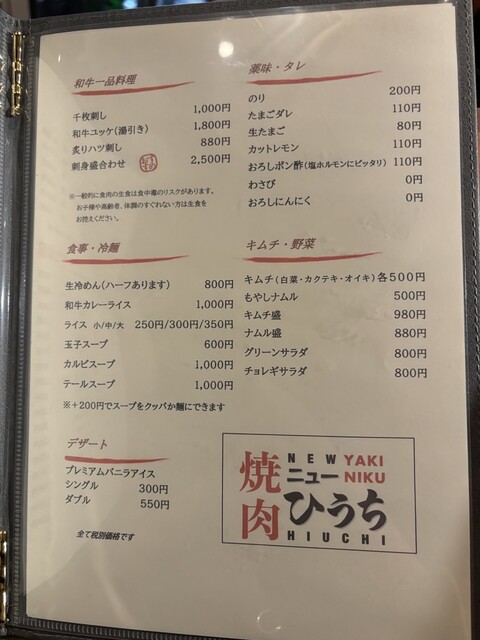 和牛一品料理
千枚刺し 1,000円
和牛ユッケ(湯引き) 1,800円
炙りハツ刺し 880円
刺身盛合わせ 2,500円
※一般的に食肉の生食は食中毒のリスクがあります。
お子様や高齢者、体調のすぐれない方は生食を
お控えください。
薬味・タレ
のり 200円
たまごダレ 110円
生たまご 80円
カットレモン 110円
おろしポン酢(塩ホルモンにピッタリ) 110円
わさび 0円
おろしにんにく 0円
食事・冷麺
生冷めん(ハーフあります) 800円
和牛カレーライス 1,000円
ライス 小/中/大 250円/300円/350円
玉子スープ 600円
カルビスープ 1,000円
テールスープ 1,000円
※+200円でスープをクッパか麺にできます
キムチ・野菜
キムチ(白菜・カクテキ・オイキ) 各500円
もやしナムル 500円
キムチ盛 980円
ナムル盛 880円
グリーンサラダ 800円
チョレギサラダ 800円
デザート
プレミアムバニラアイス
シングル 300円
ダブル 550円
全て税別価格です
焼肉
NEW YAKI
ニュー NIKU
ひうち
HIUCHI